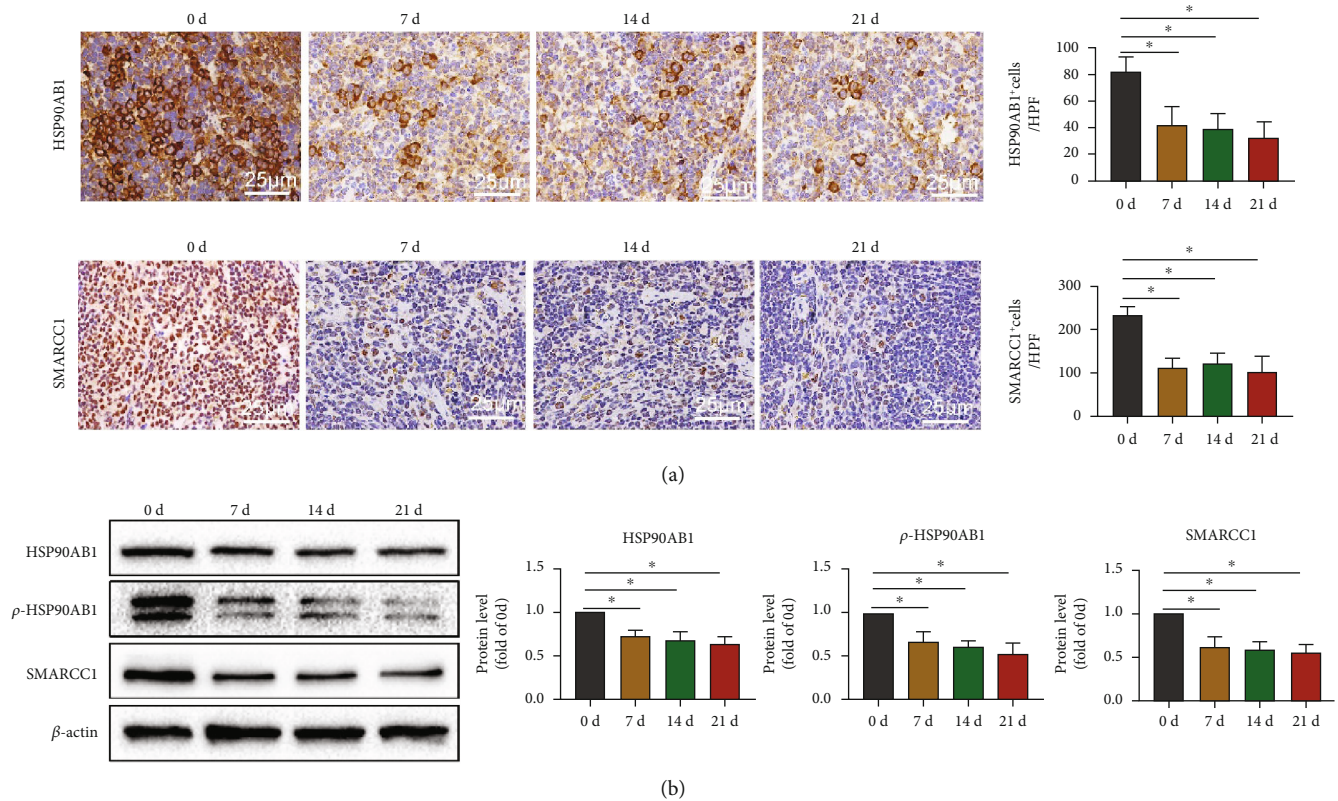 0 d 7 d 14 d 21 d
HSP90AB1
25μm 25μm 25μm 25μm
* * *
HSP90AB1⁺cells
/HPF
100
80
60
40
20
0
0 d 7 d 14 d 21 d
0 d 7 d 14 d 21 d
SMARCC1
25μm 25μm 25μm 25μm
* * *
SMARCC1⁺cells
/HPF
300
200
100
0
0 d 7 d 14 d 21 d
(a)
0 d 7 d 14 d 21 d
HSP90AB1
ρ-HSP90AB1
SMARCC1
β-actin
HSP90AB1
* * *
Protein level
(fold of 0d)
1.5
1.0
0.5
0.0
0 d 7 d 14 d 21 d
ρ-HSP90AB1
* * *
Protein level
(fold of 0d)
1.5
1.0
0.5
0.0
0 d 7 d 14 d 21 d
SMARCC1
* * *
Protein level
(fold of 0d)
1.5
1.0
0.5
0.0
0 d 7 d 14 d 21 d
(b)